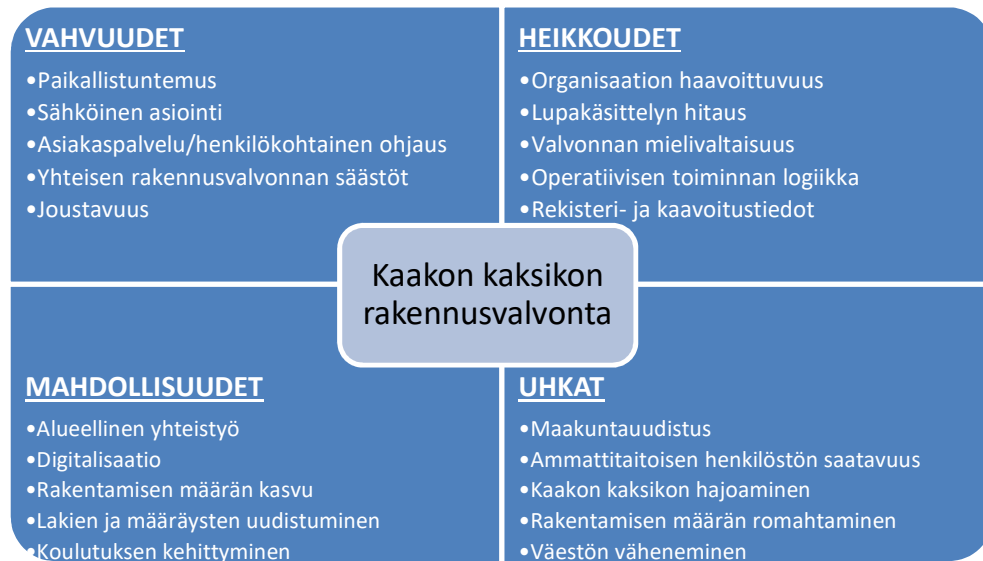 VAHVUUDET
•Paikallistuntemus
•Sähköinen asiointi
•Asiakaspalvelu/henkilökohtainen ohjaus
•Yhteisen rakennusvalvonnan säästöt
•Joustavuus
HEIKKOUDET
•Organisaation haavoittuvuus
•Lupakäsittelyn hitaus
•Valvonnan mielivaltaisuus
•Operatiivisen toiminnan logiikka
•Rekisteri- ja kaavoitustiedot
Kaakon kaksikon
rakennusvalvonta
MAHDOLLISUUDET
•Alueellinen yhteistyö
•Digitalisaatio
•Rakentamisen määrän kasvu
•Lakien ja määräysten uudistuminen
•Koulutuksen kehittyminen
UHKAT
•Maakuntauudistus
•Ammattitaitoisen henkilöstön saatavuus
•Kaakon kaksikon hajoaminen
•Rakentamisen määrän romahtaminen
•Väestön väheneminen